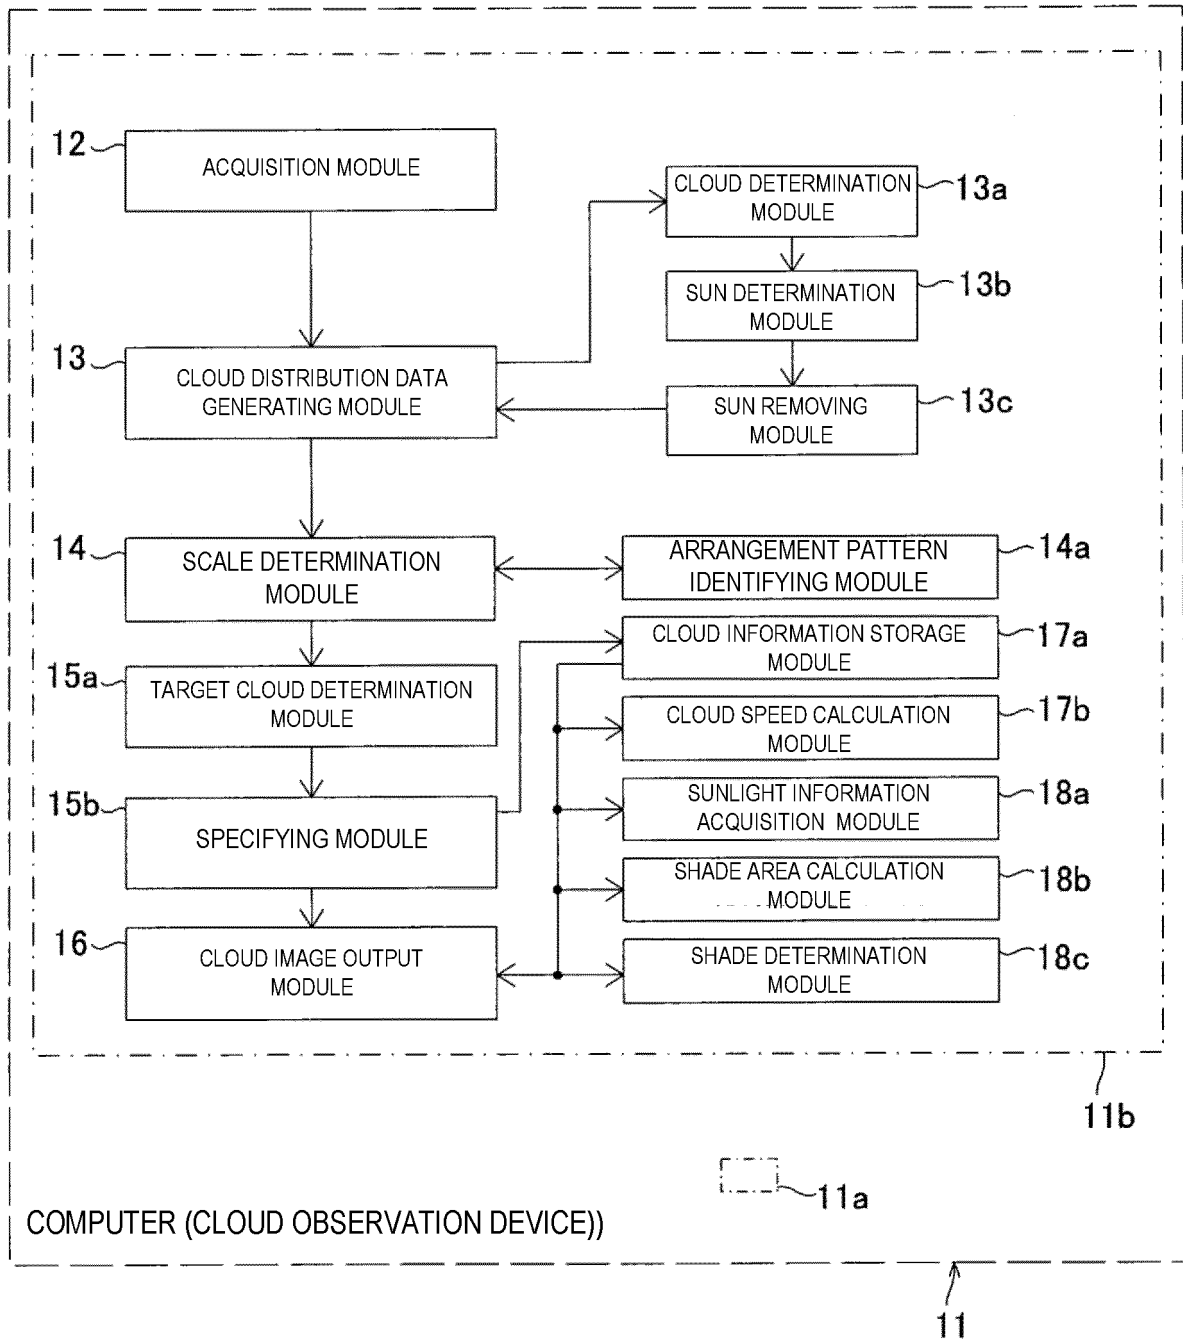 12
ACQUISITION MODULE
CLOUD DETERMINATION
MODULE
13a
SUN DETERMINATION
MODULE
13b
13
CLOUD DISTRIBUTION DATA
GENERATING MODULE
SUN REMOVING
MODULE
13c
14
SCALE DETERMINATION
MODULE
ARRANGEMENT PATTERN
IDENTIFYING MODULE
14a
CLOUD INFORMATION STORAGE
MODULE
17a
15a
TARGET CLOUD DETERMINATION
MODULE
CLOUD SPEED CALCULATION
MODULE
17b
15b
SPECIFYING MODULE
SUNLIGHT INFORMATION
ACQUISITION MODULE
18a
SHADE AREA CALCULATION
MODULE
18b
16
CLOUD IMAGE OUTPUT
MODULE
SHADE DETERMINATION
MODULE
18c
11b
11a
COMPUTER (CLOUD OBSERVATION DEVICE))
11